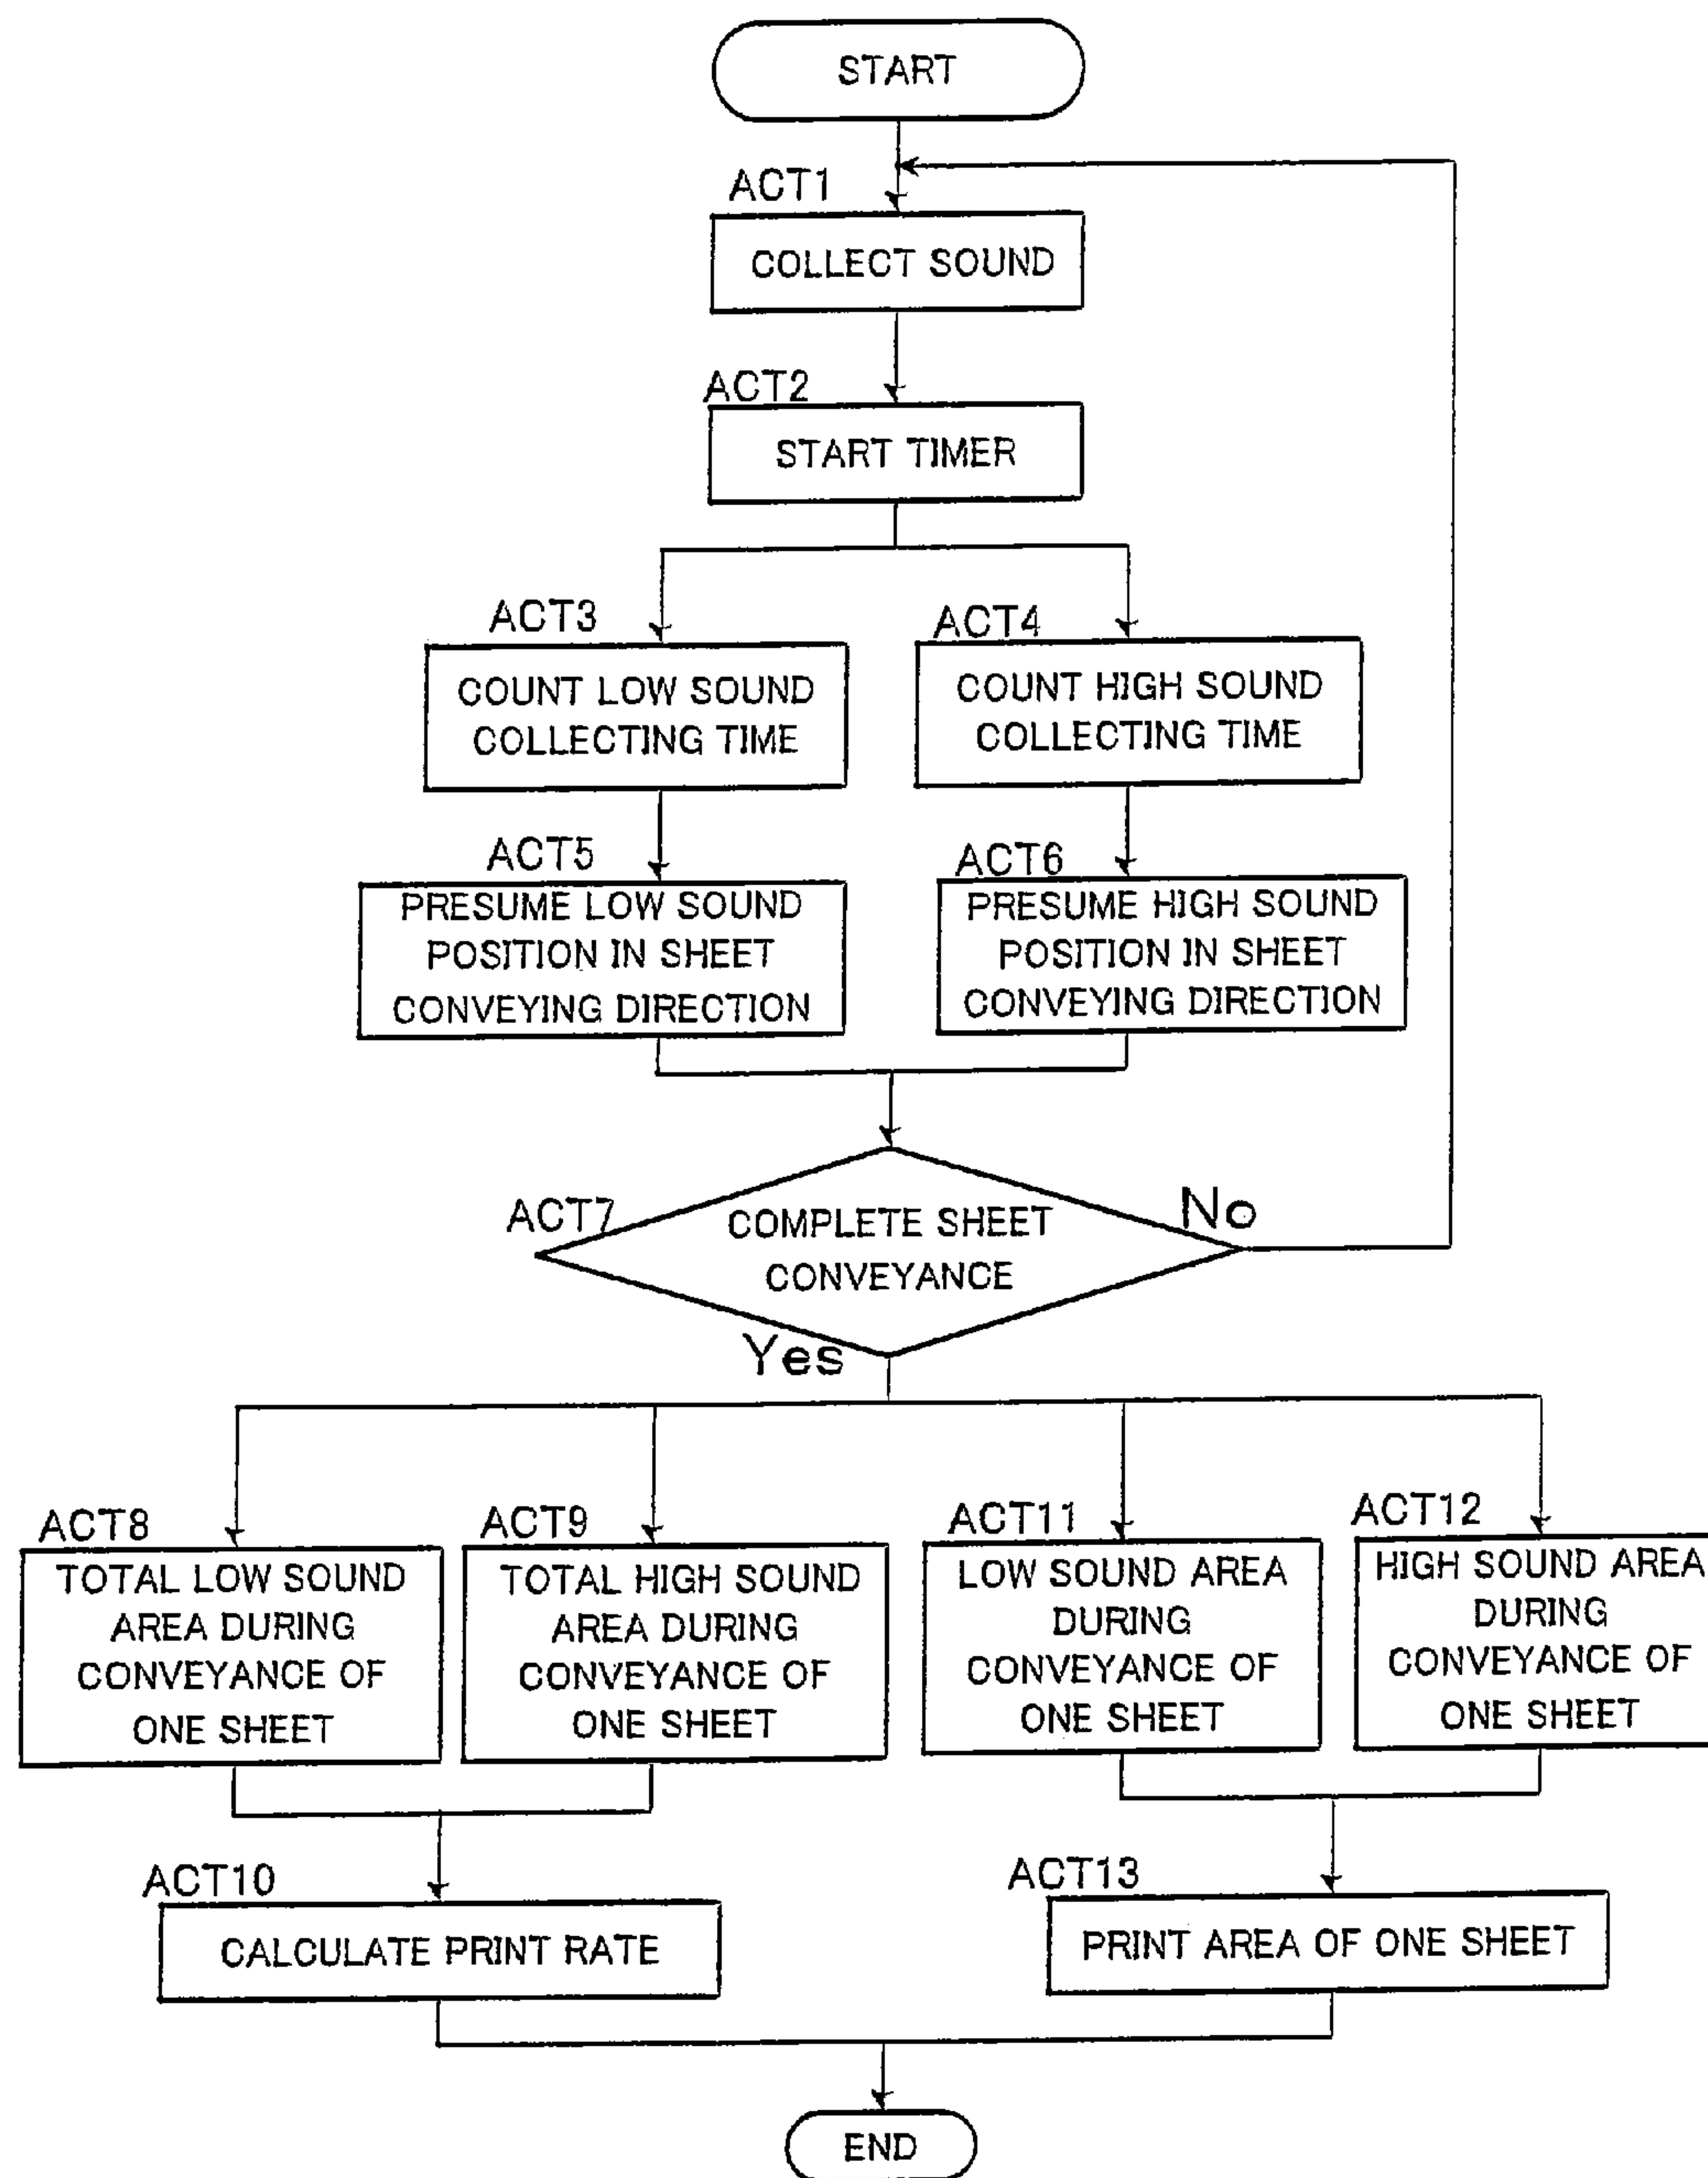 START
ACT1
COLLECT SOUND
ACT2
START TIMER
ACT3
COUNT LOW SOUND
COLLECTING TIME
ACT4
COUNT HIGH SOUND
COLLECTING TIME
ACT5
PRESUME LOW SOUND
POSITION IN SHEET
CONVEYING DIRECTION
ACT6
PRESUME HIGH SOUND
POSITION IN SHEET
CONVEYING DIRECTION
ACT7
COMPLETE SHEET
CONVEYANCE
No
Yes
ACT8
TOTAL LOW SOUND
AREA DURING
CONVEYANCE OF
ONE SHEET
ACT9
TOTAL HIGH SOUND
AREA DURING
CONVEYANCE OF
ONE SHEET
ACT11
LOW SOUND AREA
DURING
CONVEYANCE OF
ONE SHEET
ACT12
HIGH SOUND AREA
DURING
CONVEYANCE OF
ONE SHEET
ACT10
CALCULATE PRINT RATE
ACT13
PRINT AREA OF ONE SHEET
END